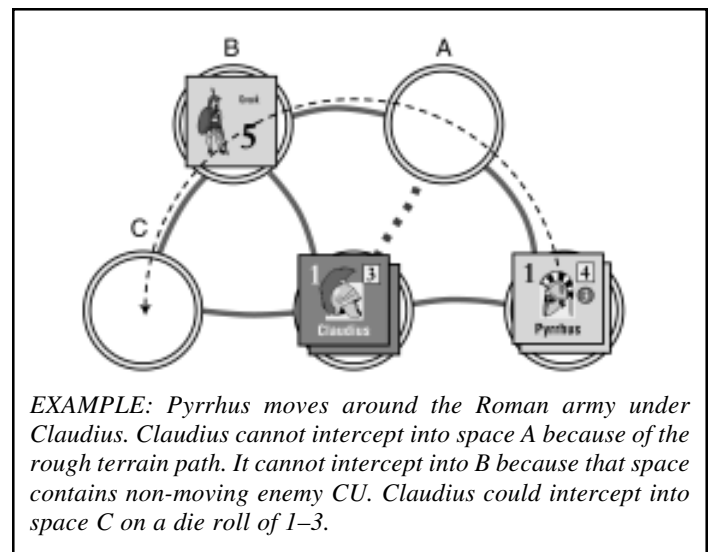 B
A
Greek
5
C
1
3
Claudius
1
4
Pyrrhus
EXAMPLE: Pyrrhus moves around the Roman army under
Claudius. Claudius cannot intercept into space A because of the
rough terrain path. It cannot intercept into B because that space
contains non-moving enemy CU. Claudius could intercept into
space C on a die roll of 1–3.